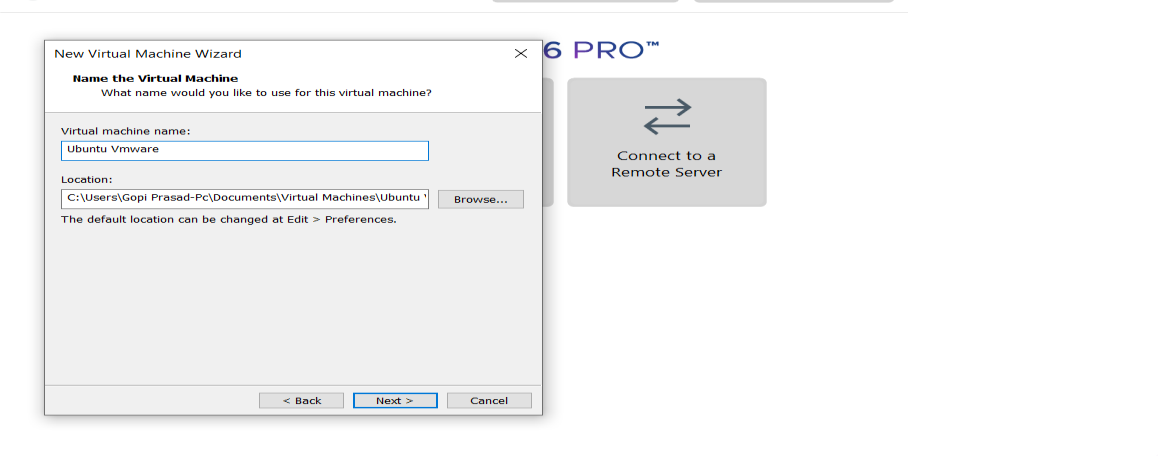 New Virtual Machine Wizard
6 PRO™
Name the Virtual Machine
What name would you like to use for this virtual machine?
Virtual machine name:
Ubuntu Vmware
Location:
C:\Users\Gopi Prasad-Pc\Documents\Virtual Machines\Ubuntu
Browse...
The default location can be changed at Edit > Preferences.
< Back
Next >
Cancel
Connect to a
Remote Server